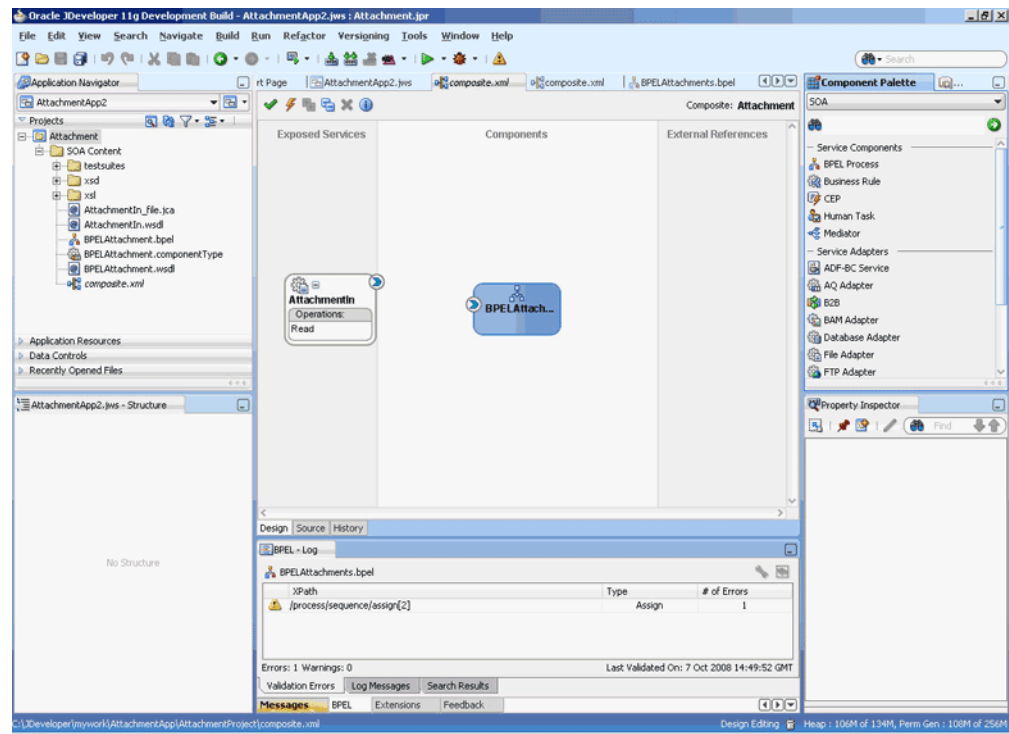 Oracle JDeveloper 11g Development Build - AttachmentApp2.jws : Attachment.jpr
File Edit View Search Navigate Build Run Refactor Versioning Tools Window Help
Search
Application Navigator
AttachmentApp2
Projects
Attachment
SOA Content
testsuites
xsd
xsl
AttachmentIn_file.jca
AttachmentIn.wsdl
BPELAttachment.bpel
BPELAttachment.componentType
BPELAttachment.wsdl
composite.xml
Application Resources
Data Controls
Recently Opened Files
AttachmentApp2.jws - Structure
No Structure
rt Page AttachmentApp2.jws composite.xml composite.xml BPELAttachments.bpel
Composite: Attachment
Exposed Services Components External References
AttachmentIn
Operations:
Read
BPELAttach...
Design Source History
BPEL - Log
BPELAttachments.bpel
XPath Type # of Errors
/process/sequence/assign[2] Assign 1
Errors: 1 Warnings: 0 Last Validated On: 7 Oct 2008 14:49:52 GMT
Validation Errors Log Messages Search Results
Messages BPEL Extensions Feedback
Component Palette
SOA
Service Components
BPEL Process
Business Rule
CEP
Human Task
Mediator
Service Adapters
ADF-BC Service
AQ Adapter
B2B
BAM Adapter
Database Adapter
File Adapter
FTP Adapter
Property Inspector
Find
C:\JDeveloper\mywork\AttachmentApp\AttachmentProject\composite.xml Design Editing Heap : 106M of 134M, Perm Gen : 108M of 256M